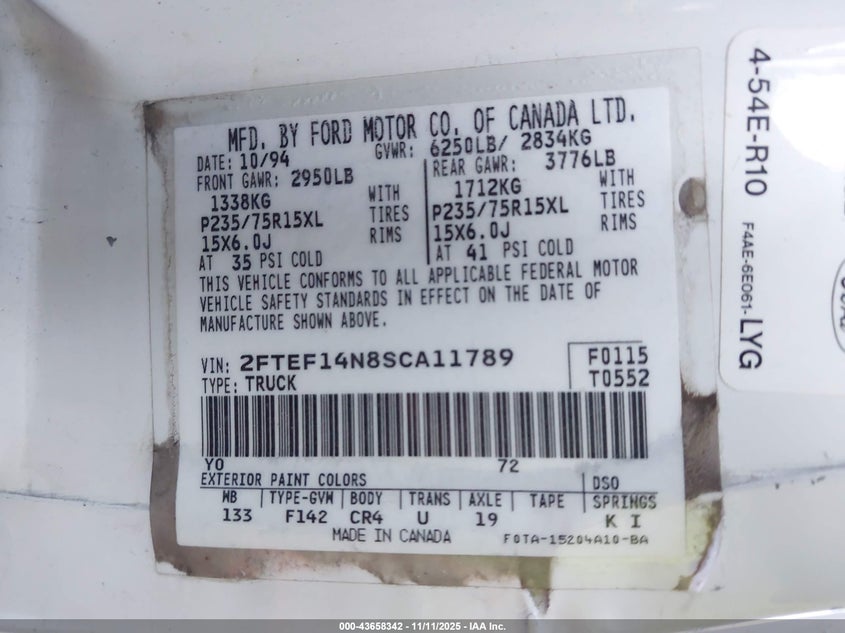 MFD. BY FORD MOTOR CO. OF CANADA LTD.
DATE: 10/94 GVWR: 6250LB/ 2834KG
FRONT GAWR: 2950LB REAR GAWR: 3776LB
1338KG WITH 1712KG WITH
P235/75R15XL TIRES P235/75R15XL TIRES
15X6.0J RIMS 15X6.0J RIMS
AT 35 PSI COLD AT 41 PSI COLD
THIS VEHICLE CONFORMS TO ALL APPLICABLE FEDERAL MOTOR
VEHICLE SAFETY STANDARDS IN EFFECT ON THE DATE OF
MANUFACTURE SHOWN ABOVE.
VIN: 2FTEF14N8SCA11789 F0115
TYPE: TRUCK T0552
YO 72
EXTERIOR PAINT COLORS DSO
WB TYPE-GVW BODY TRANS AXLE TAPE SPRINGS
133 F142 CR4 U 19 K I
MADE IN CANADA F0TA-15204A10-BA
4-54E-R10
F4AE-6E061-LYG
000-43658342 - 11/11/2025 - IAA Inc.